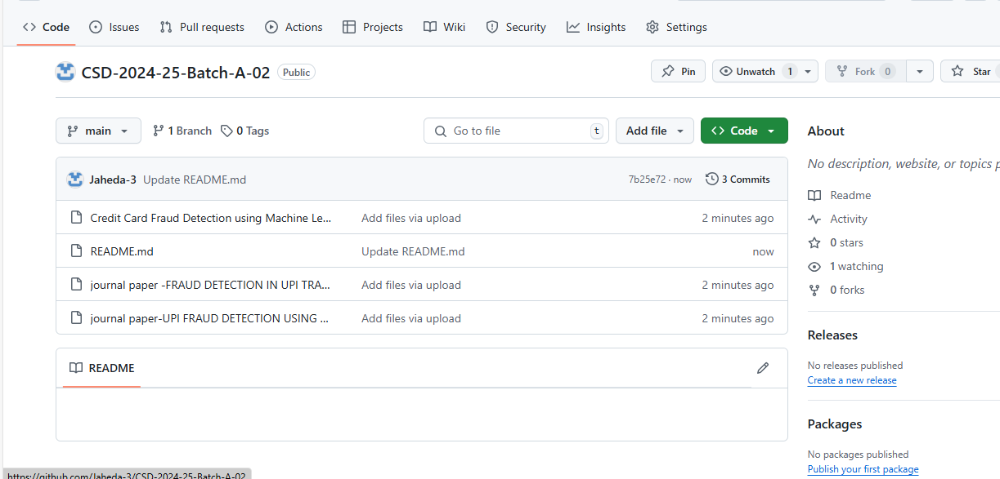 Code Issues Pull requests Actions Projects Wiki Security Insights Settings
CSD-2024-25-Batch-A-02 Public Pin Unwatch 1 Fork 0 Star
main 1 Branch 0 Tags Go to file t Add file Code
Jaheda-3 Update README.md 7b25e72 · now 3 Commits
Credit Card Fraud Detection using Machine Le... Add files via upload 2 minutes ago
README.md Update README.md now
journal paper -FRAUD DETECTION IN UPI TRA... Add files via upload 2 minutes ago
journal paper-UPI FRAUD DETECTION USING ... Add files via upload 2 minutes ago
README
About
No description, website, or topics p
Readme
Activity
0 stars
1 watching
0 forks
Releases
No releases published
Create a new release
Packages
No packages published
Publish your first package
https://github.com/Jaheda-3/CSD-2024-25-Batch-A-02